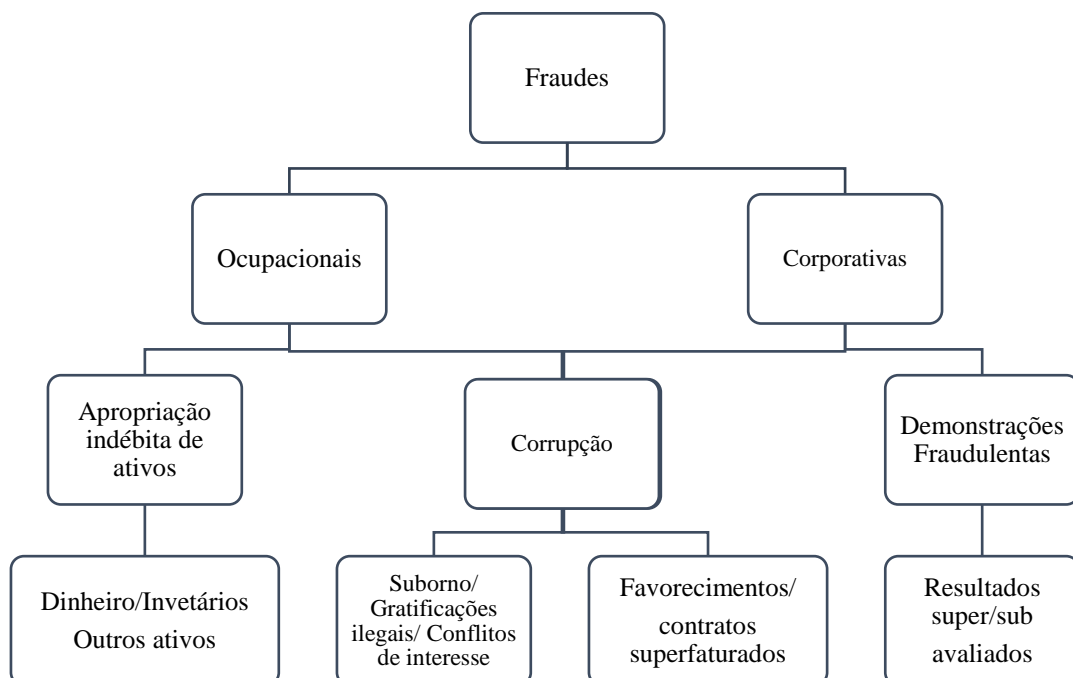 Fraudes
Ocupacionais
Corporativas
Apropriação
indébita de
ativos
Corrupção
Demonstrações
Fraudulentas
Dinheiro/Invetários
Outros ativos
Suborno/
Gratificações
ilegais/ Conflitos
de interesse
Favorecimentos/
contratos
superfaturados
Resultados
super/sub
avaliados